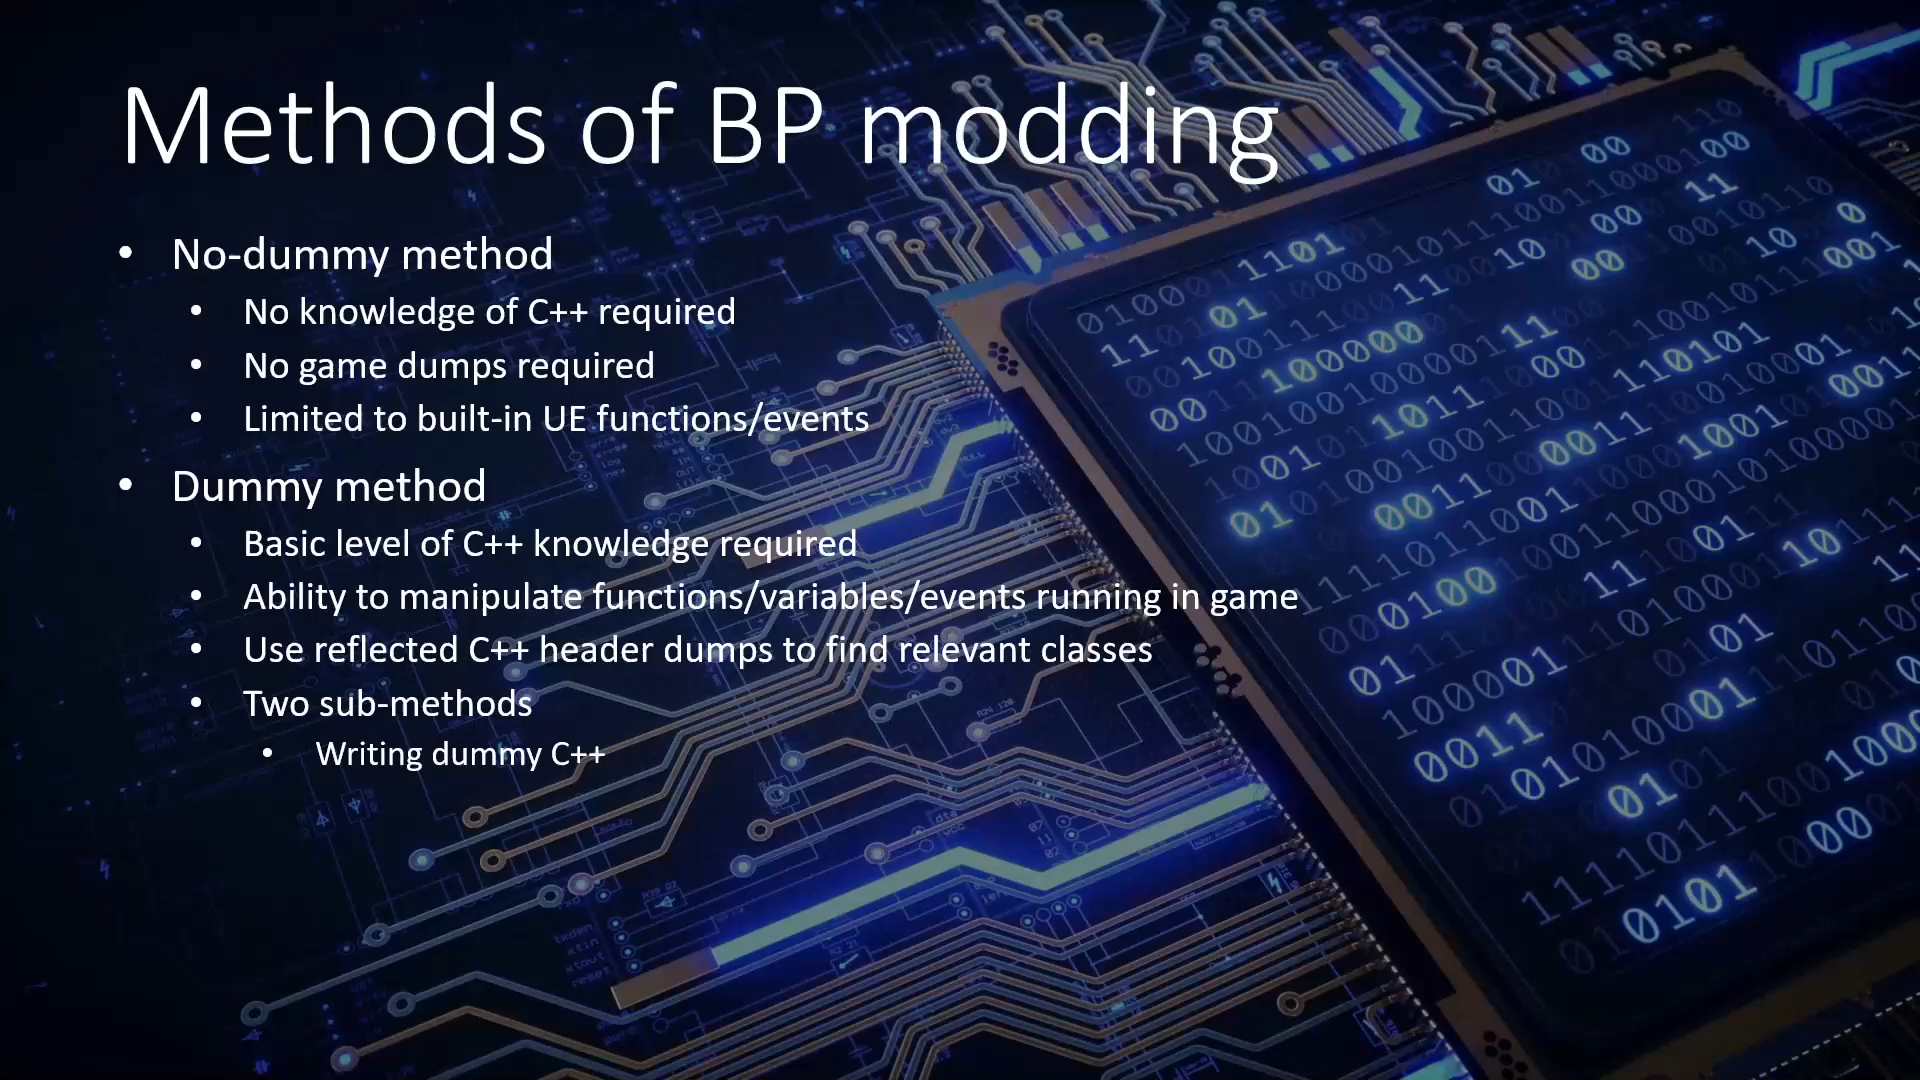 Methods of BP modding
• No-dummy method
• No knowledge of C++ required
• No game dumps required
• Limited to built-in UE functions/events
• Dummy method
• Basic level of C++ knowledge required
• Ability to manipulate functions/variables/events running in game
• Use reflected C++ header dumps to find relevant classes
• Two sub-methods
• Writing dummy C++